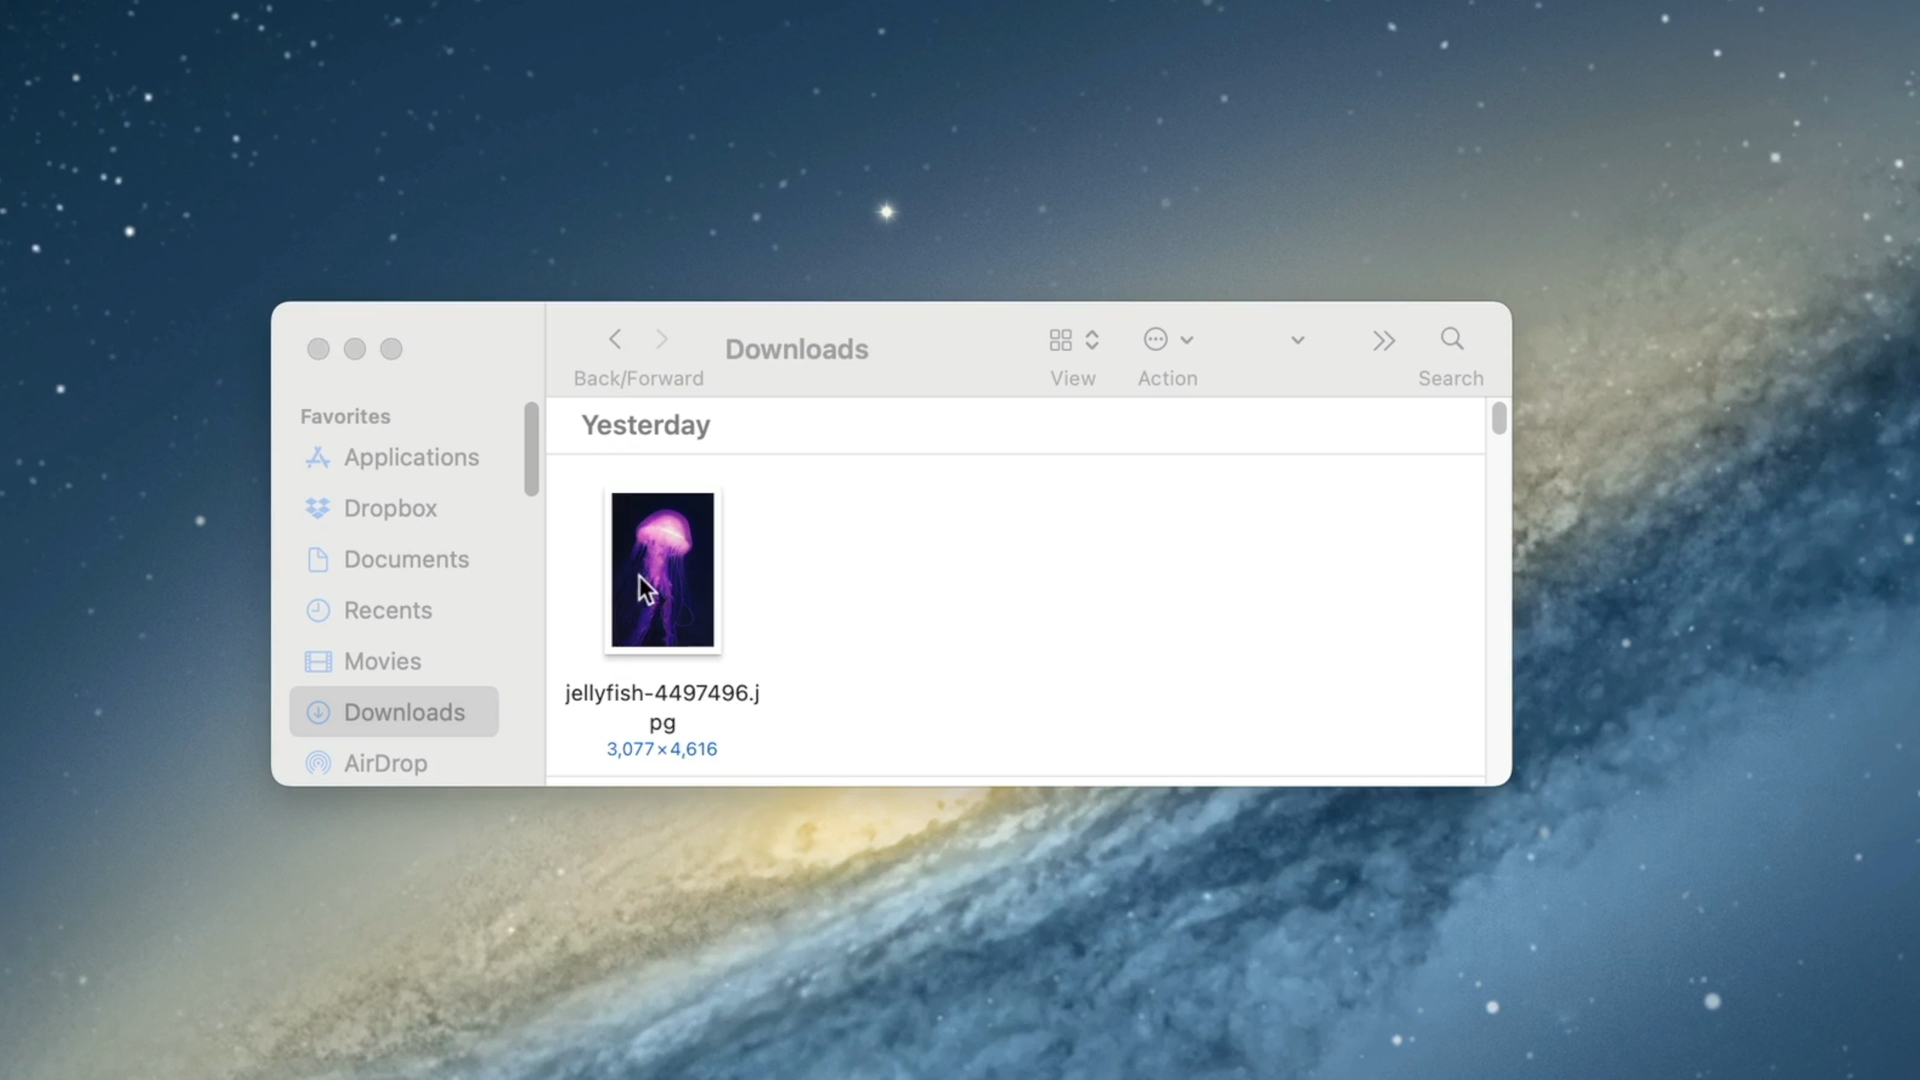 Downloads
Back/Forward
View
Action
Search
Favorites
Applications
Dropbox
Documents
Recents
Movies
Downloads
AirDrop
Yesterday
jellyfish-4497496.j
pg
3,077×4,616